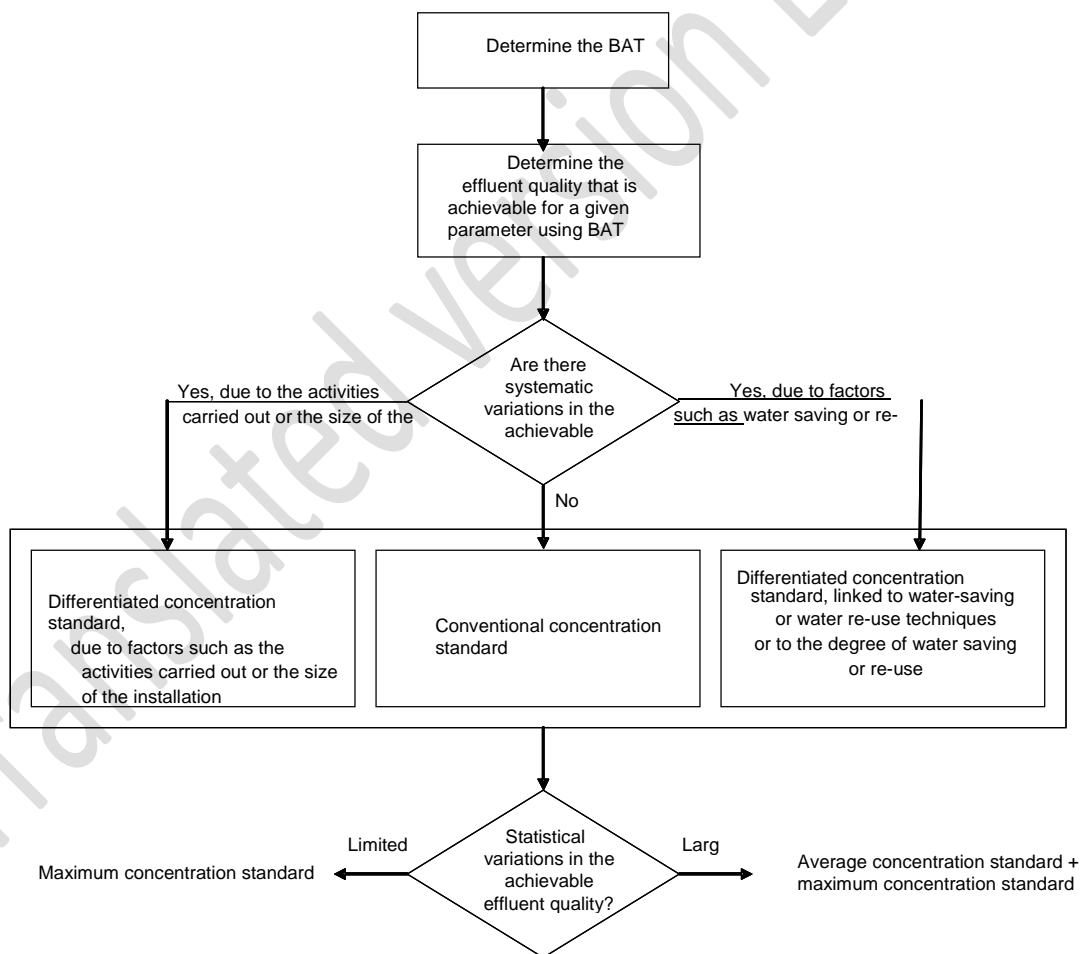 Determine the BAT
Determine the
effluent quality that is
achievable for a given
parameter using BAT
Are there
systematic
variations in the
achievable
Yes, due to the activities
carried out or the size of the
Yes, due to factors
such as water saving or re-
No
Differentiated concentration
standard,
due to factors such as the
activities carried out or the size
of the installation
Conventional concentration
standard
Differentiated concentration
standard, linked to water-saving
or water re-use techniques
or to the degree of water saving
or re-use
Statistical
variations in the
achievable
effluent quality?
Limited
Larg
Maximum concentration standard
Average concentration standard +
maximum concentration standard
Translated version